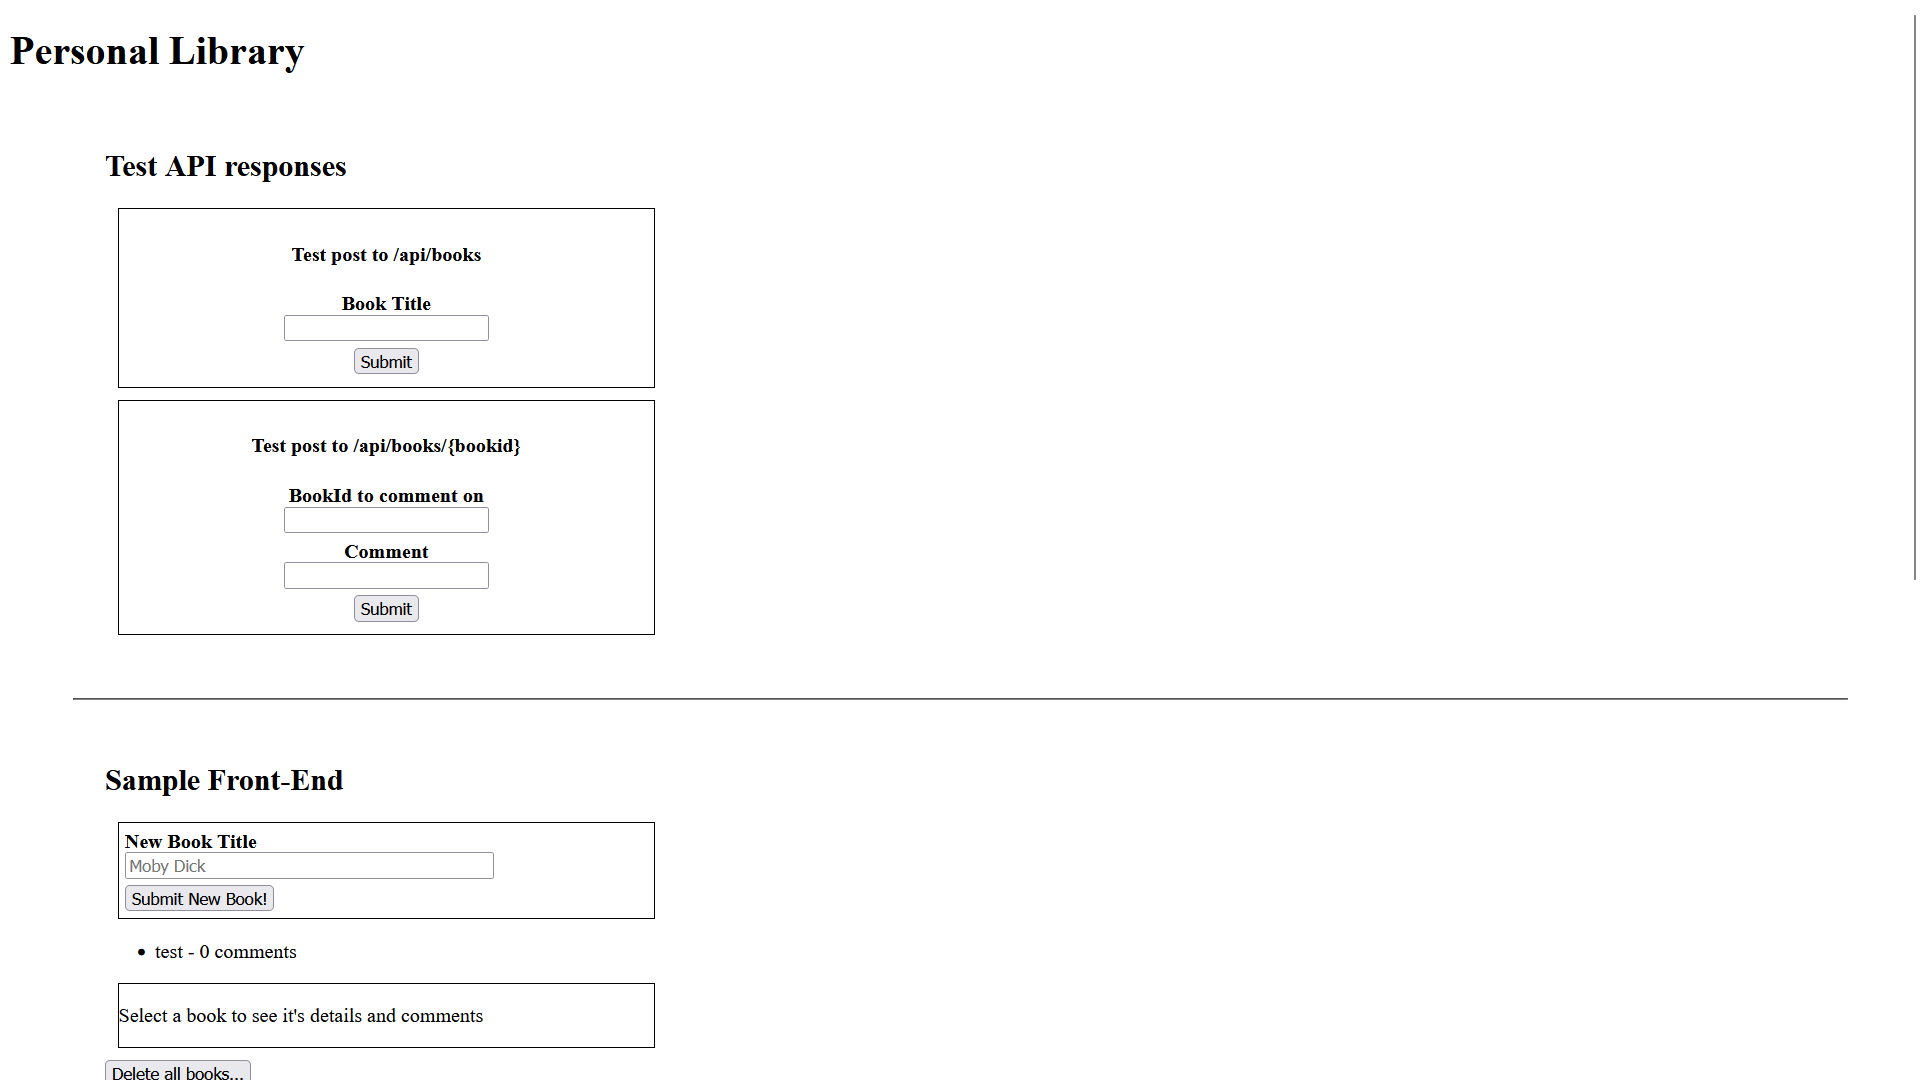 Personal Library
Test API responses
Test post to /api/books
Book Title
Submit
Test post to /api/books/{bookid}
BookId to comment on
Comment
Submit
Sample Front-End
New Book Title
Moby Dick
Submit New Book!
test - 0 comments
Select a book to see it's details and comments
Delete all books...